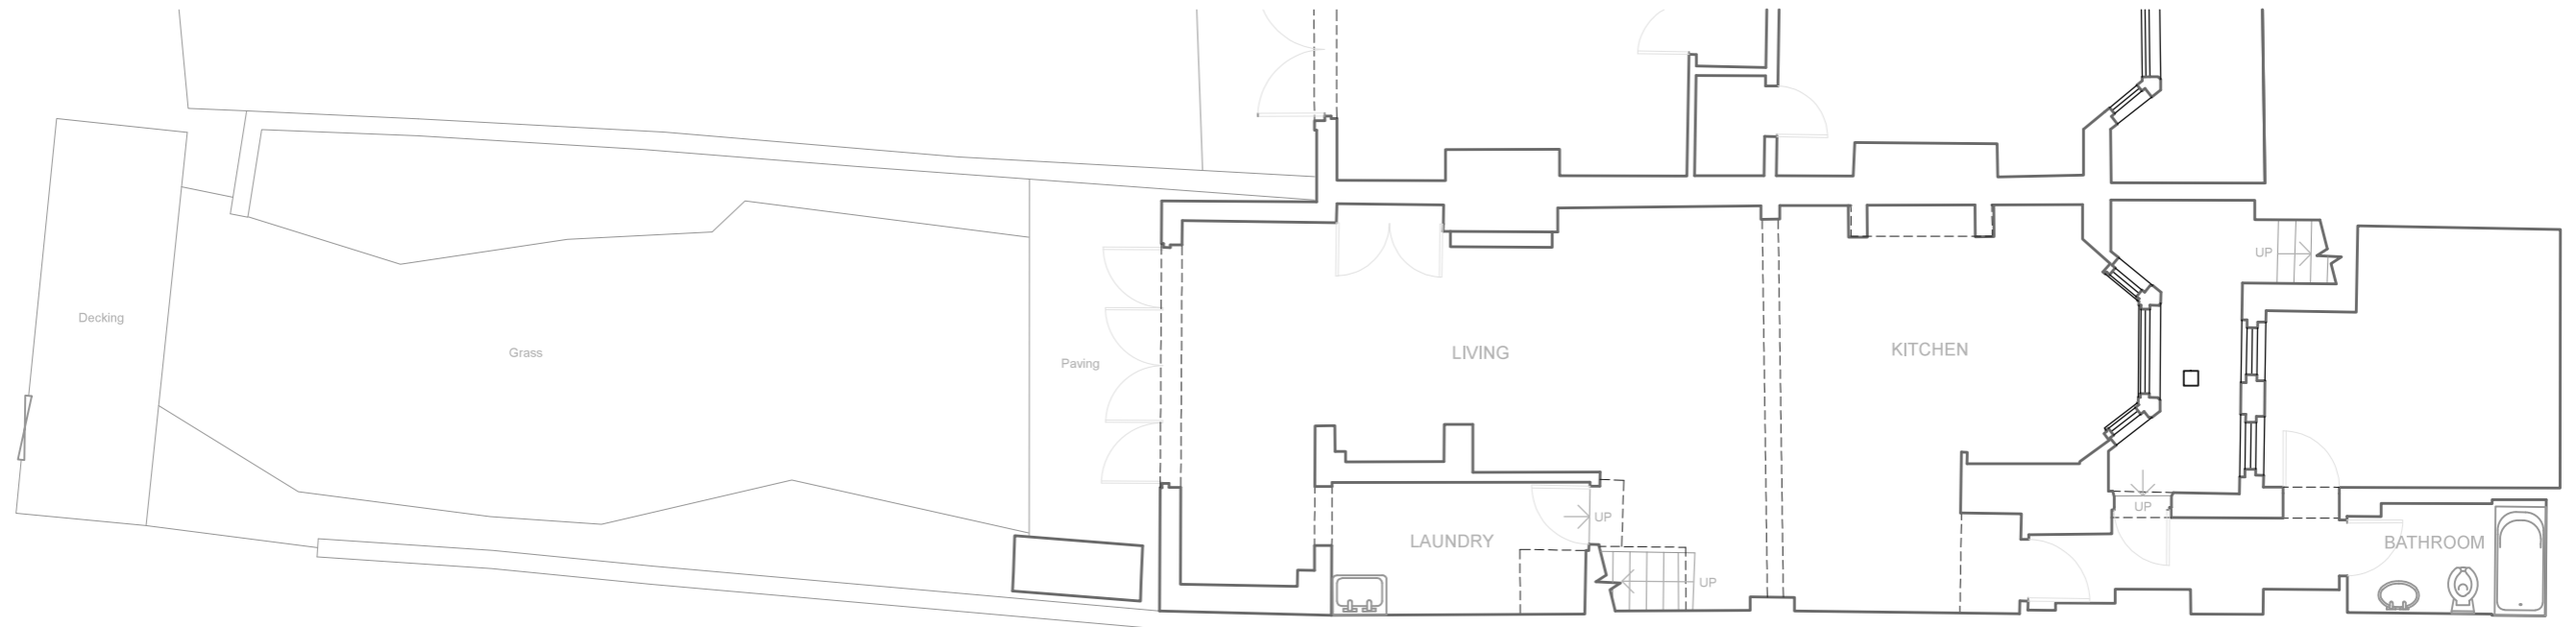 UP
Decking
Grass
Paving
LIVING
KITCHEN
UP
UP
LAUNDRY
BATHROOM
UP